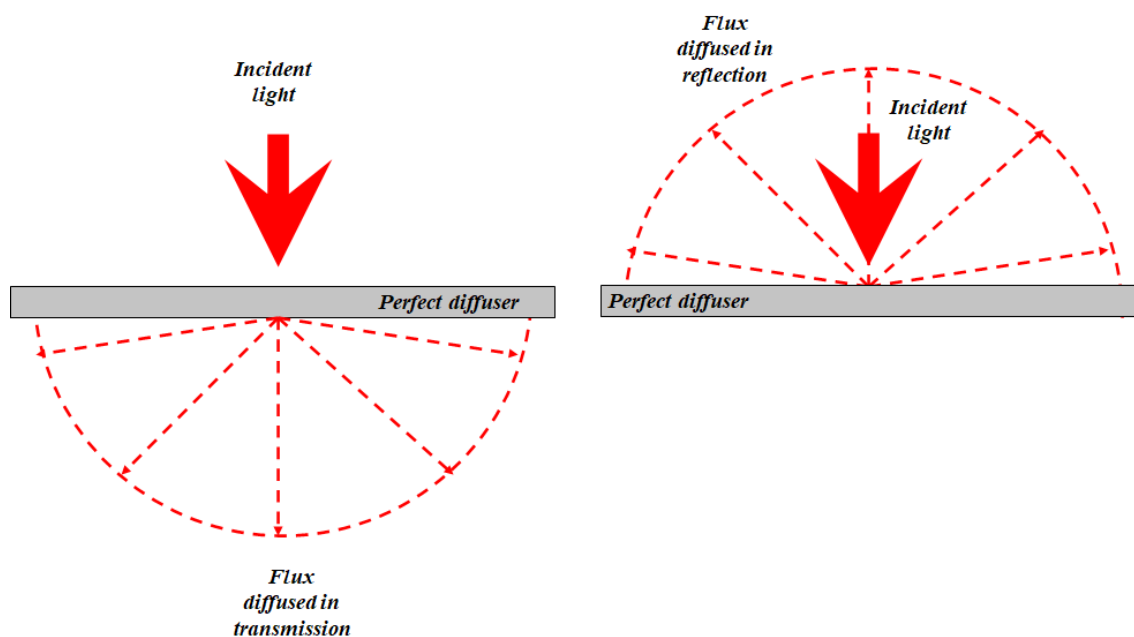 Incident
light
Perfect diffuser
Flux
diffused in
transmission
Flux
diffused in
reflection
Incident
light
Perfect diffuser